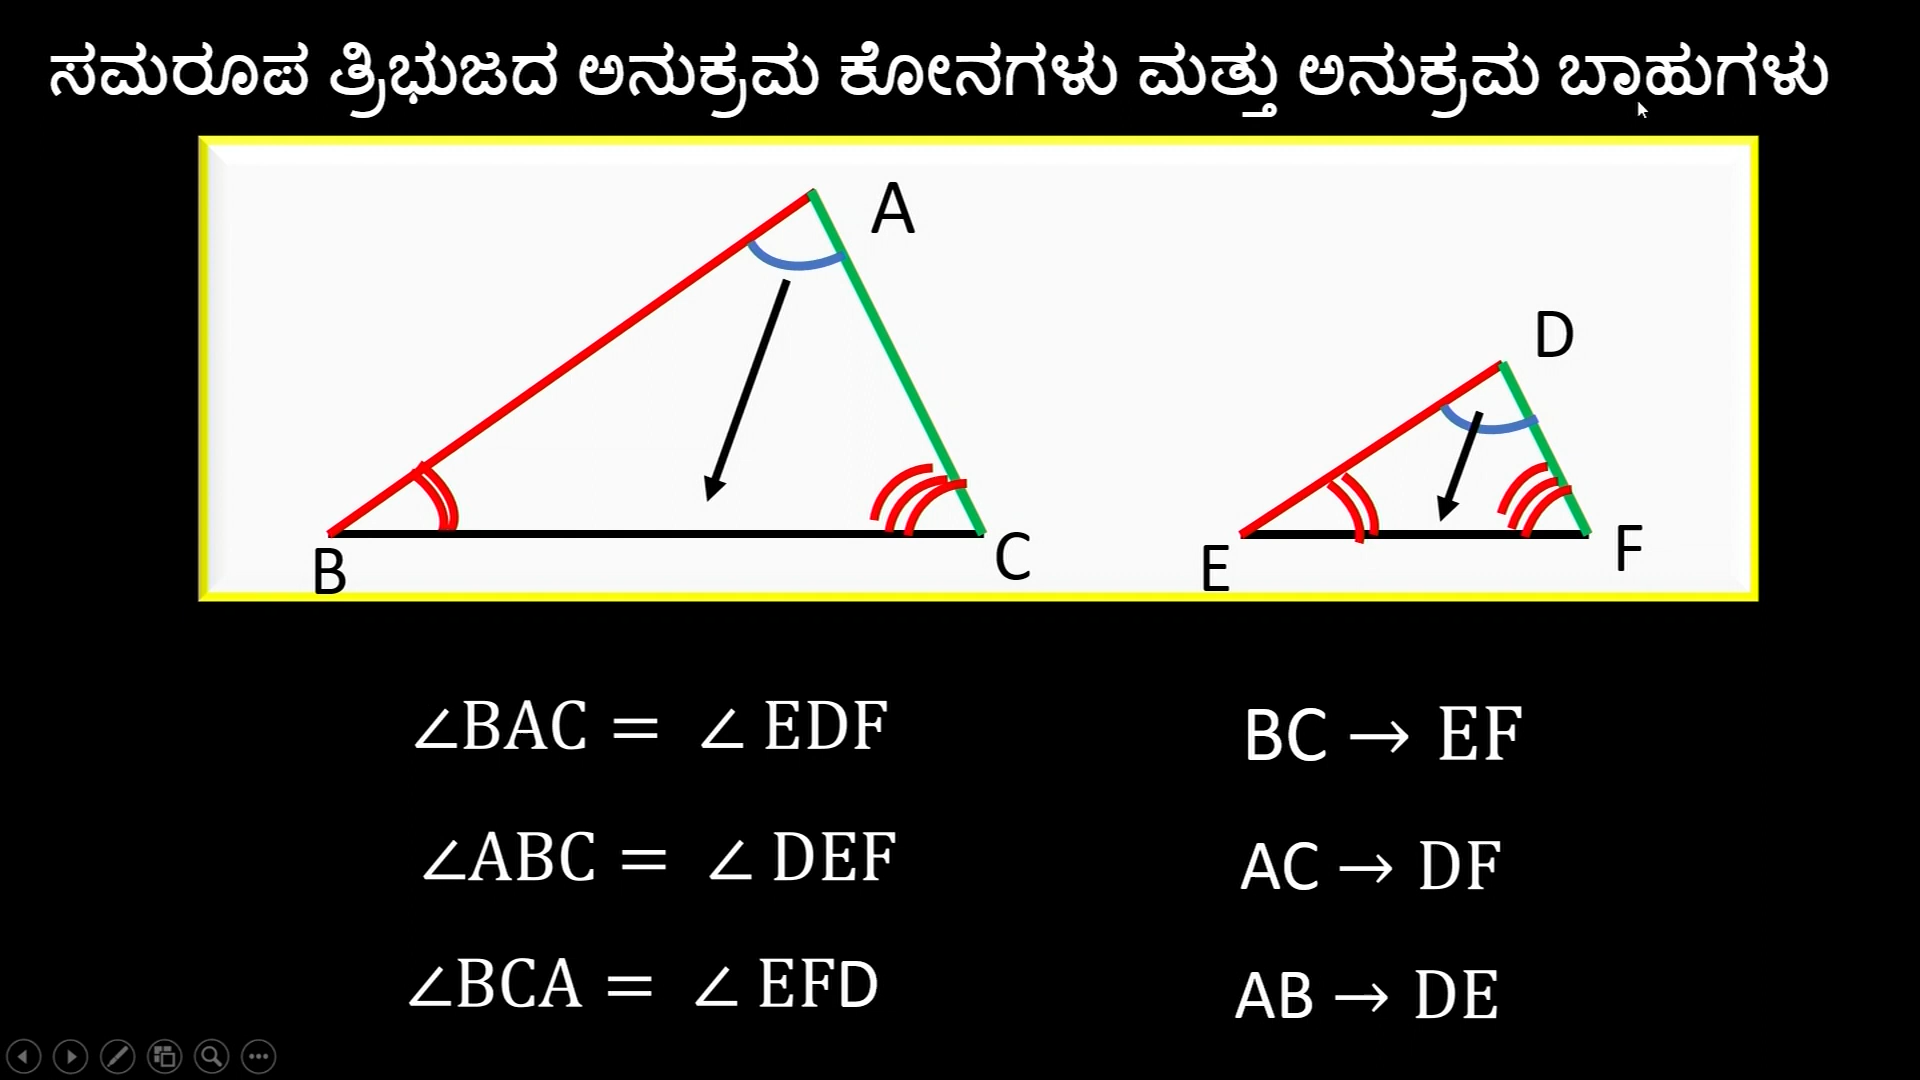 ಸಮರೂಪ ತ್ರಿಭುಜದ ಅನುಕ್ರಮ ಕೋನಗಳು ಮತ್ತು ಅನುಕ್ರಮ ಬಾಹುಗಳು
A
D
B
C
E
F
∠BAC = ∠ EDF
BC → EF
∠ABC = ∠ DEF
AC → DF
∠BCA = ∠ EFD
AB → DE